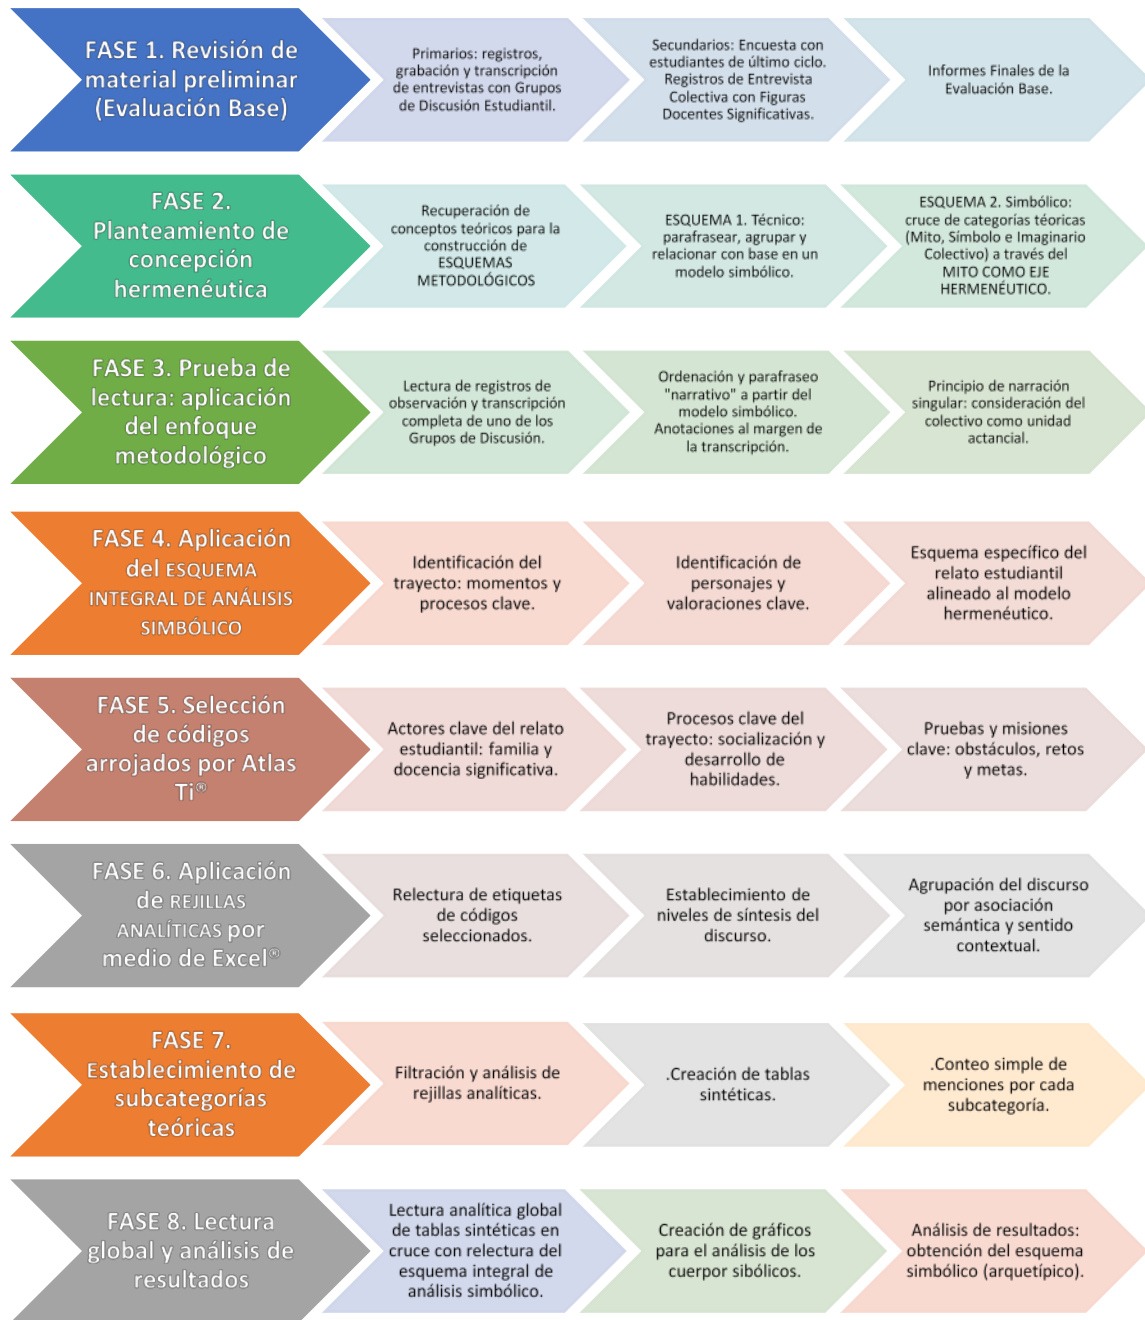 FASE 1. Revisión de
material preliminar
(Evaluación Base)
Primarios: registros,
grabación y transcripción
de entrevistas con Grupos
de Discusión Estudiantil.
Secundarios: Encuesta con
estudiantes de último ciclo.
Registros de Entrevista
Colectiva con Figuras
Docentes Significativas.
Informes Finales de la
Evaluación Base.
FASE 2.
Planteamiento de
concepción
hermenéutica
Recuperación de
conceptos teóricos para la
construcción de
ESQUEMAS
METODOLÓGICOS
ESQUEMA 1. Técnico:
parafrasear, agrupar y
relacionar con base en un
modelo simbólico.
ESQUEMA 2. Simbólico:
cruce de categorías téoricas
(Mito, Símbolo e Imaginario
Colectivo) a través del
MITO COMO EJE
HERMENÉUTICO.
FASE 3. Prueba de
lectura: aplicación
del enfoque
metodológico
Lectura de registros de
observación y transcripción
completa de uno de los
Grupos de Discusión.
Ordenación y parafraseo
"narrativo" a partir del
modelo simbólico.
Anotaciones al margen de
la transcripción.
Principio de narración
singular: consideración del
colectivo como unidad
actancial.
FASE 4. Aplicación
del ESQUEMA
INTEGRAL DE ANÁLISIS
SIMBÓLICO
Identificación del
trayecto: momentos y
procesos clave.
Identificación de
personajes y
valoraciones clave.
Esquema específico del
relato estudiantil
alineado al modelo
hermenéutico.
FASE 5. Selección
de códigos
arrojados por Atlas
Ti®
Actores clave del relato
estudiantil: familia y
docencia significativa.
Procesos clave del
trayecto: socialización y
desarrollo de
habilidades.
Pruebas y misiones
clave: obstáculos, retos
y metas.
FASE 6. Aplicación
de REJILLAS
ANALÍTICAS por
medio de Excel®
Relectura de etiquetas
de códigos
seleccionados.
Establecimiento de
niveles de síntesis del
discurso.
Agrupación del discurso
por asociación
semántica y sentido
contextual.
FASE 7.
Establecimiento de
subcategorías
teóricas
Filtración y análisis de
rejillas analíticas.
.Creación de tablas
sintéticas.
.Conteo simple de
menciones por cada
subcategoría.
FASE 8. Lectura
global y análisis de
resultados
Lectura analítica global
de tablas sintéticas en
cruce con relectura del
esquema integral de
análisis simbólico.
Creación de gráficos
para el análisis de los
cuerpor sibólicos.
Análisis de resultados:
obtención del esquema
simbólico (arquetípico).